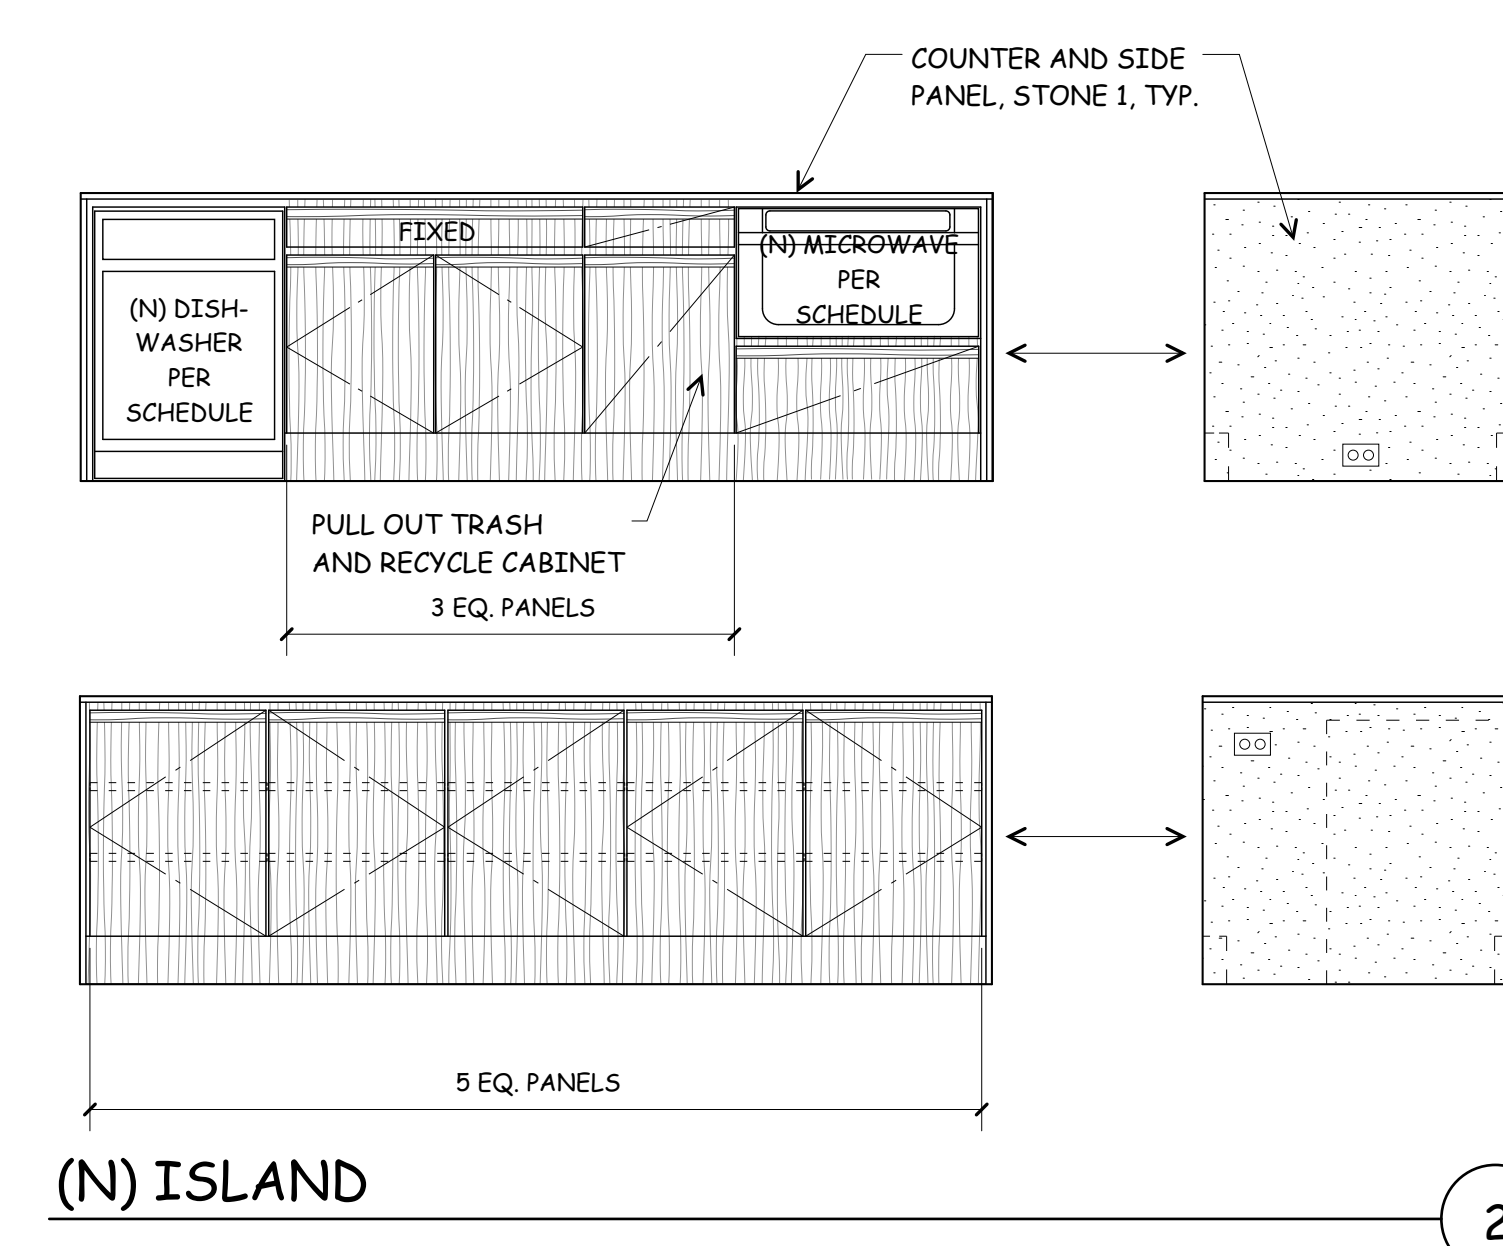 COUNTER AND SIDE
PANEL, STONE 1, TYP.
FIXED
(N) MICROWAVE
PER
SCHEDULE
(N) DISH-
WASHER
PER
SCHEDULE
PULL OUT TRASH
AND RECYCLE CABINET
3 EQ. PANELS
5 EQ. PANELS
(N) ISLAND
2